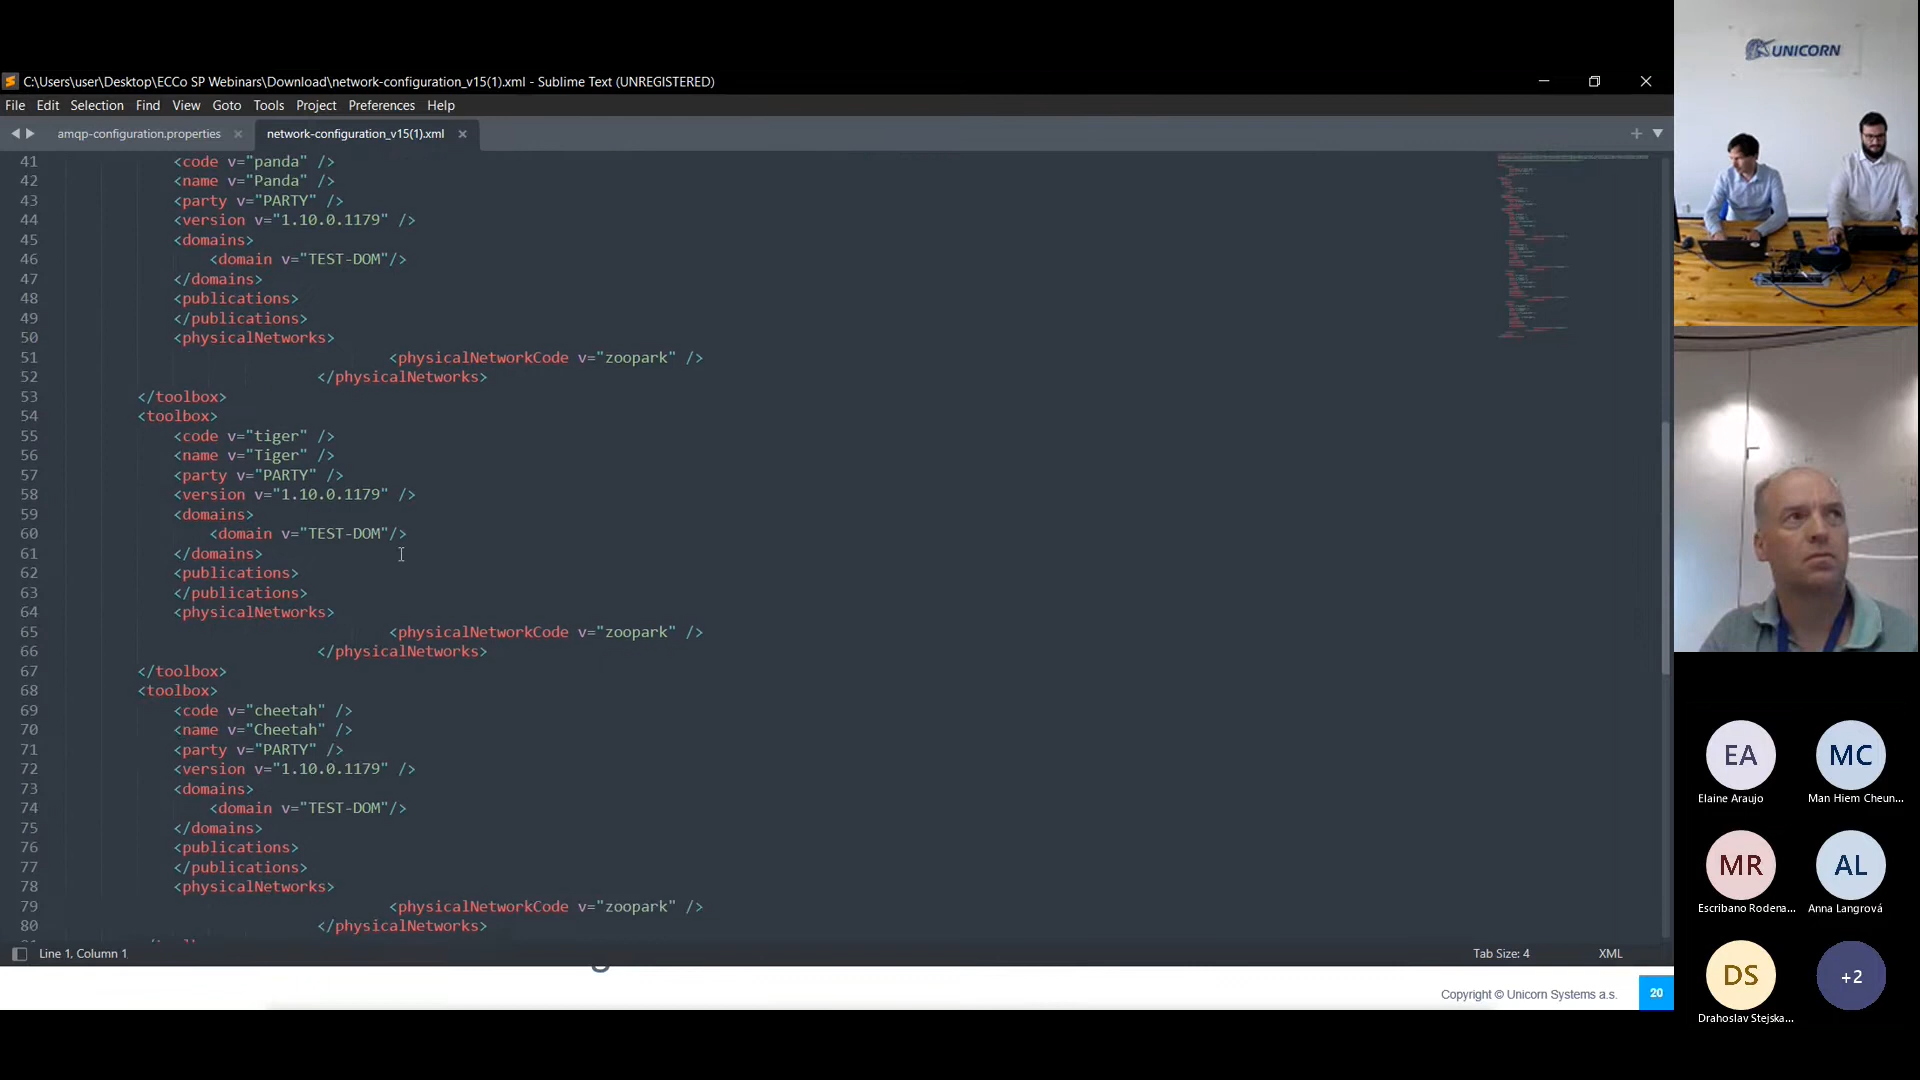 C:\Users\user\Desktop\ECCo SP Webinars\Download\network-configuration_v15(1).xml - Sublime Text (UNREGISTERED)
File Edit Selection Find View Goto Tools Project Preferences Help
amqp-configuration.properties network-configuration_v15(1).xml
41 <code v="panda" />
42 <name v="Panda" />
43 <party v="PARTY" />
44 <version v="1.10.0.1179" />
45 <domains>
46 <domain v="TEST-DOM"/>
47 </domains>
48 <publications>
49 </publications>
50 <physicalNetworks>
51 <physicalNetworkCode v="zoopark" />
52 </physicalNetworks>
53 </toolbox>
54 <toolbox>
55 <code v="tiger" />
56 <name v="Tiger" />
57 <party v="PARTY" />
58 <version v="1.10.0.1179" />
59 <domains>
60 <domain v="TEST-DOM"/>
61 </domains>
62 <publications>
63 </publications>
64 <physicalNetworks>
65 <physicalNetworkCode v="zoopark" />
66 </physicalNetworks>
67 </toolbox>
68 <toolbox>
69 <code v="cheetah" />
70 <name v="Cheetah" />
71 <party v="PARTY" />
72 <version v="1.10.0.1179" />
73 <domains>
74 <domain v="TEST-DOM"/>
75 </domains>
76 <publications>
77 </publications>
78 <physicalNetworks>
79 <physicalNetworkCode v="zoopark" />
80 </physicalNetworks>
Line 1, Column 1
Tab Size: 4
XML
Copyright © Unicorn Systems a.s.
20
UNICORN
EA
Elaine Araujo
MC
Man Hiem Cheun...
MR
Escribano Rodena...
AL
Anna Langrová
DS
Drahoslav Stejska...
+2